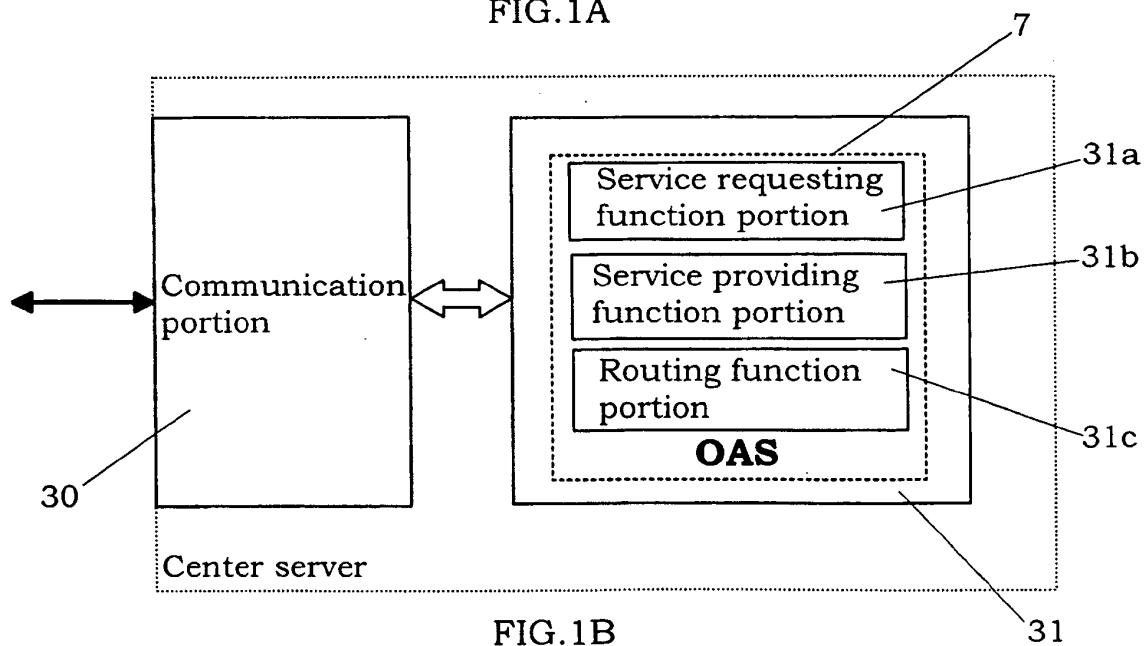 FIG.1A
7
Service requesting
function portion
31a
Service providing
function portion
31b
Communication
portion
Routing function
portion
31c
OAS
30
Center server
31
FIG.1B